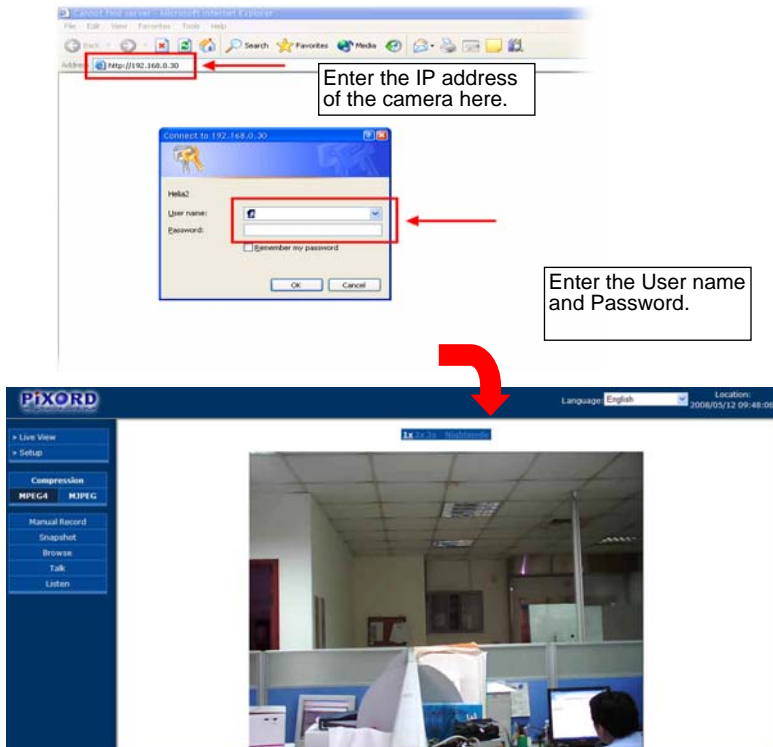 Cannot find server - Microsoft Internet Explorer
File Edit View Favorites Tools Help
Back Search Favorites Media
Address http://192.168.0.30
Enter the IP address
of the camera here.
Connect to 192.168.0.30
Helia2
User name:
Password:
Remember my password
OK Cancel
Enter the User name
and Password.
PiXORD
Language: English
Location:
2008/05/12 09:48:06
» Live View
» Setup
1x 2x 3x Nightmode
Compression
MPEG4 MJPEG
Manual Record
Snapshot
Browse
Talk
Listen